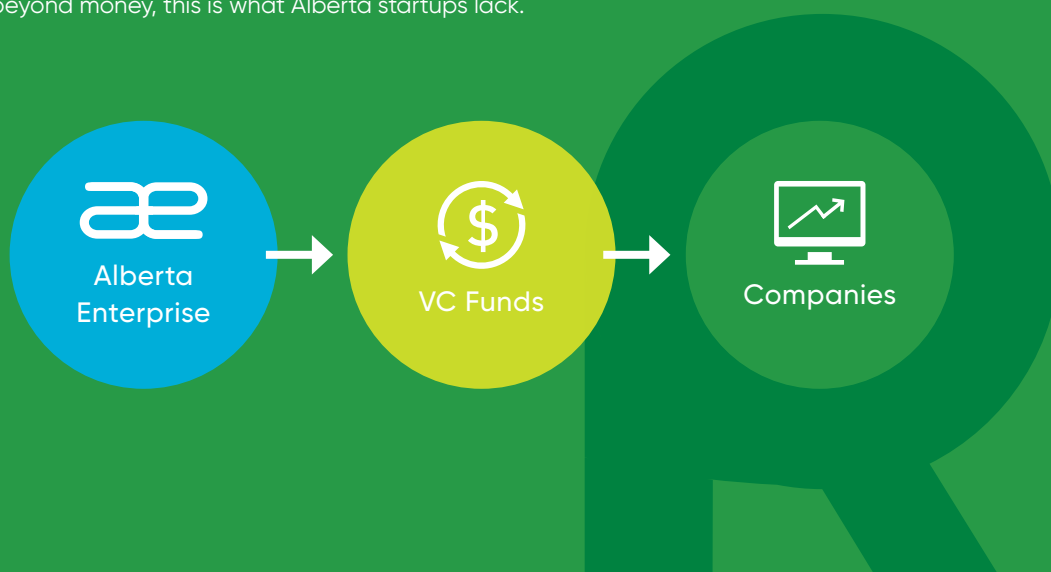 beyond money, this is what Alberta startups lack.
æ
Alberta
Enterprise
$
VC Funds
Companies
R